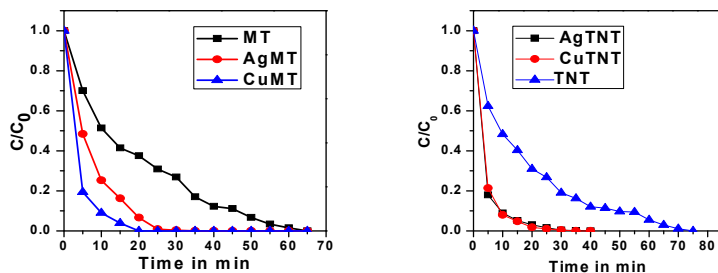 MT
AgMT
CuMT
C/C0
1.0
0.8
0.6
0.4
0.2
0.0
0 10 20 30 40 50 60 70
Time in min
AgTNT
CuTNT
TNT
C/C0
1.0
0.8
0.6
0.4
0.2
0.0
0 10 20 30 40 50 60 70 80
Time in min